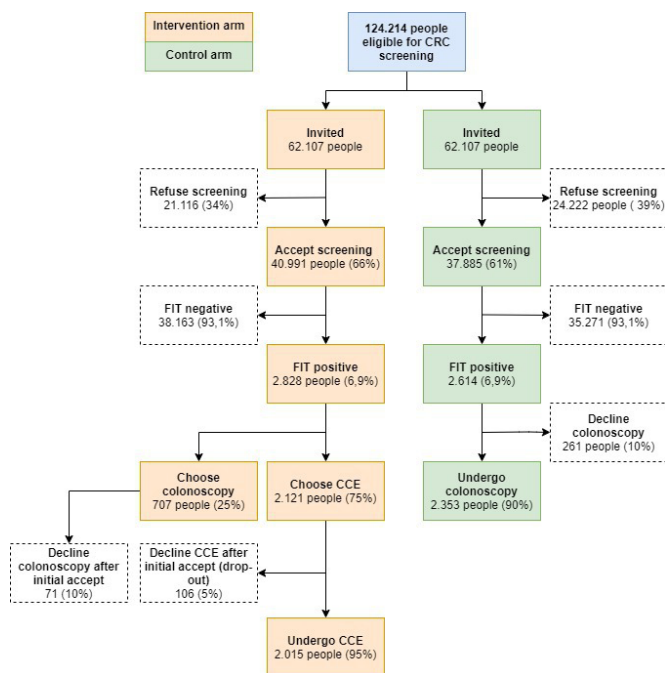 Intervention arm
Control arm
124.214 people
eligible for CRC
screening
Invited
62.107 people
Invited
62.107 people
Refuse screening
21.116 (34%)
Refuse screening
24.222 people ( 39%)
Accept screening
40.991 people (66%)
Accept screening
37.885 (61%)
FIT negative
38.163 (93,1%)
FIT negative
35.271 (93,1%)
FIT positive
2.828 people (6,9%)
FIT positive
2.614 (6,9%)
Decline
colonoscopy
261 people (10%)
Choose
colonoscopy
707 people (25%)
Choose CCE
2.121 people (75%)
Undergo
colonoscopy
2.353 people (90%)
Decline
colonoscopy after
initial accept
71 (10%)
Decline CCE after
initial accept (drop-
out)
106 (5%)
Undergo CCE
2.015 people (95%)